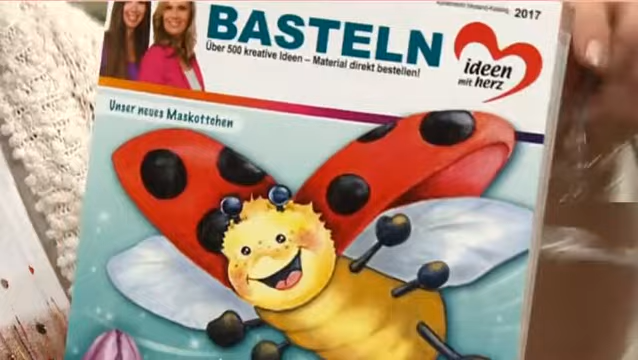 2017
BASTELN
Über 500 kreative Ideen – Material direkt bestellen!
ideen
mit herz
Unser neues Maskottchen